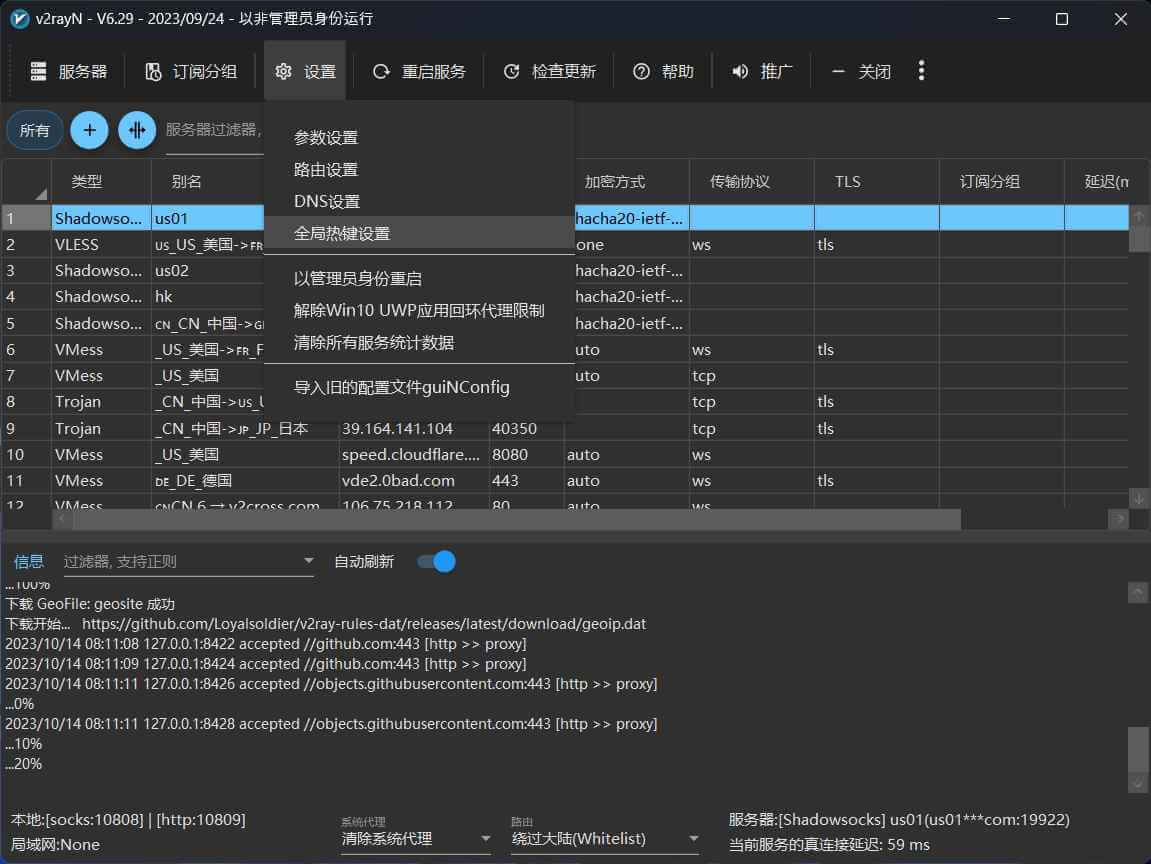 v2rayN - V6.29 - 2023/09/24 - 以非管理员身份运行
服务器 订阅分组 设置 重启服务 检查更新 帮助 推广 关闭
所有 服务器过滤器,
参数设置
路由设置
DNS设置
全局热键设置
以管理员身份重启
解除Win10 UWP应用回环代理限制
清除所有服务统计数据
导入旧的配置文件guiNConfig
类型 别名 加密方式 传输协议 TLS 订阅分组 延迟(m
1 Shadowso... us01 hacha20-ietf-...
2 VLESS us_US_美国->FR one ws tls
3 Shadowso... us02 hacha20-ietf-...
4 Shadowso... hk hacha20-ietf-...
5 Shadowso... CN_CN_中国-> hacha20-ietf-...
6 VMess _US_美国->FR_F uto ws tls
7 VMess _US_美国 uto tcp
8 Trojan _CN_中国->US_U tcp tls
9 Trojan _CN_中国->JP_JP_日本 39.164.141.104 40350 tcp tls
10 VMess _US_美国 speed.cloudflare.... 8080 auto ws
11 VMess DE_DE_德国 vde2.0bad.com 443 auto ws tls
12 VMess CNCN 6 → v2cross.com 106.75.218.112 80 auto ws
信息 过滤器, 支持正则 自动刷新
...100%
下载 GeoFile: geosite 成功
下载开始... https://github.com/Loyalsoldier/v2ray-rules-dat/releases/latest/download/geoip.dat
2023/10/14 08:11:08 127.0.0.1:8422 accepted //github.com:443 [http >> proxy]
2023/10/14 08:11:09 127.0.0.1:8424 accepted //github.com:443 [http >> proxy]
2023/10/14 08:11:11 127.0.0.1:8426 accepted //objects.githubusercontent.com:443 [http >> proxy]
...0%
2023/10/14 08:11:11 127.0.0.1:8428 accepted //objects.githubusercontent.com:443 [http >> proxy]
...10%
...20%
本地:[socks:10808] | [http:10809]
局域网:None
系统代理
清除系统代理
路由
绕过大陆(Whitelist)
服务器:[Shadowsocks] us01(us01***com:19922)
当前服务的真连接延迟: 59 ms